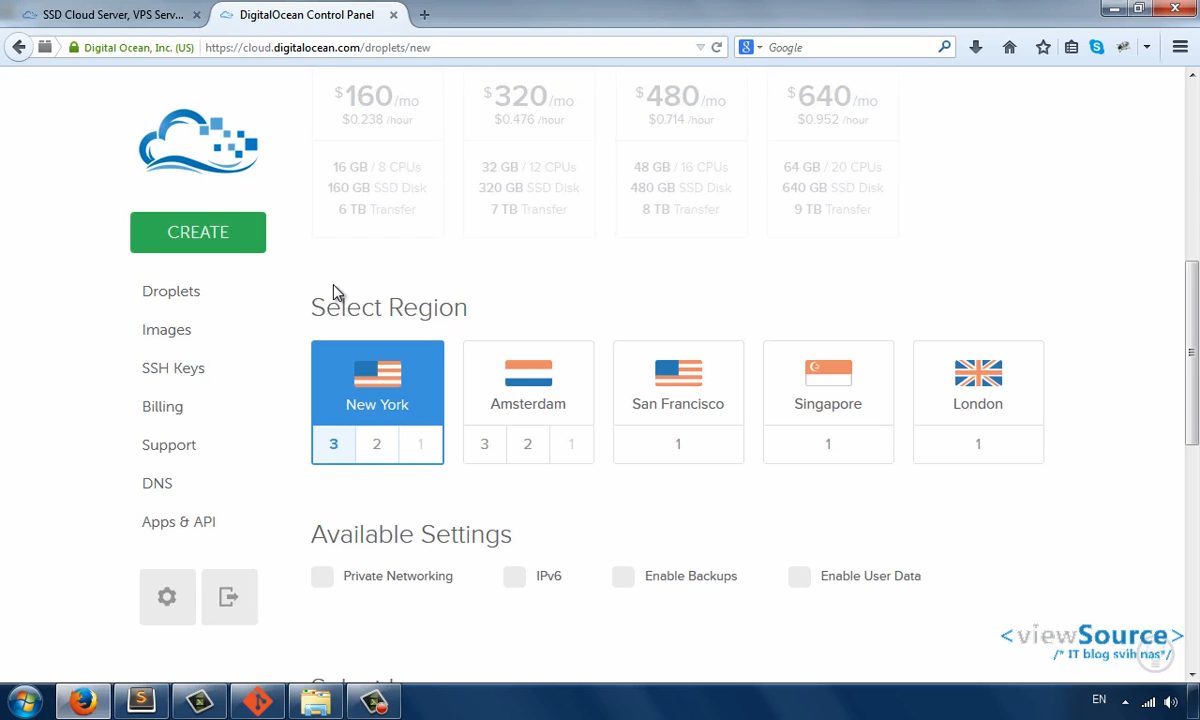 SSD Cloud Server, VPS Serv...
DigitalOcean Control Panel
Digital Ocean, Inc. (US)
https://cloud.digitalocean.com/droplets/new
Google
$160/mo
$0.238 /hour
16 GB / 8 CPUs
160 GB SSD Disk
6 TB Transfer
$320/mo
$0.476 /hour
32 GB / 12 CPUs
320 GB SSD Disk
7 TB Transfer
$480/mo
$0.714 /hour
48 GB / 16 CPUs
480 GB SSD Disk
8 TB Transfer
$640/mo
$0.952 /hour
64 GB / 20 CPUs
640 GB SSD Disk
9 TB Transfer
CREATE
Droplets
Images
SSH Keys
Billing
Support
DNS
Apps & API
Select Region
New York
3 2 1
Amsterdam
3 2 1
San Francisco
1
Singapore
1
London
1
Available Settings
Private Networking
IPv6
Enable Backups
Enable User Data
<viewSource>
/* IT blog svih nas*/
EN